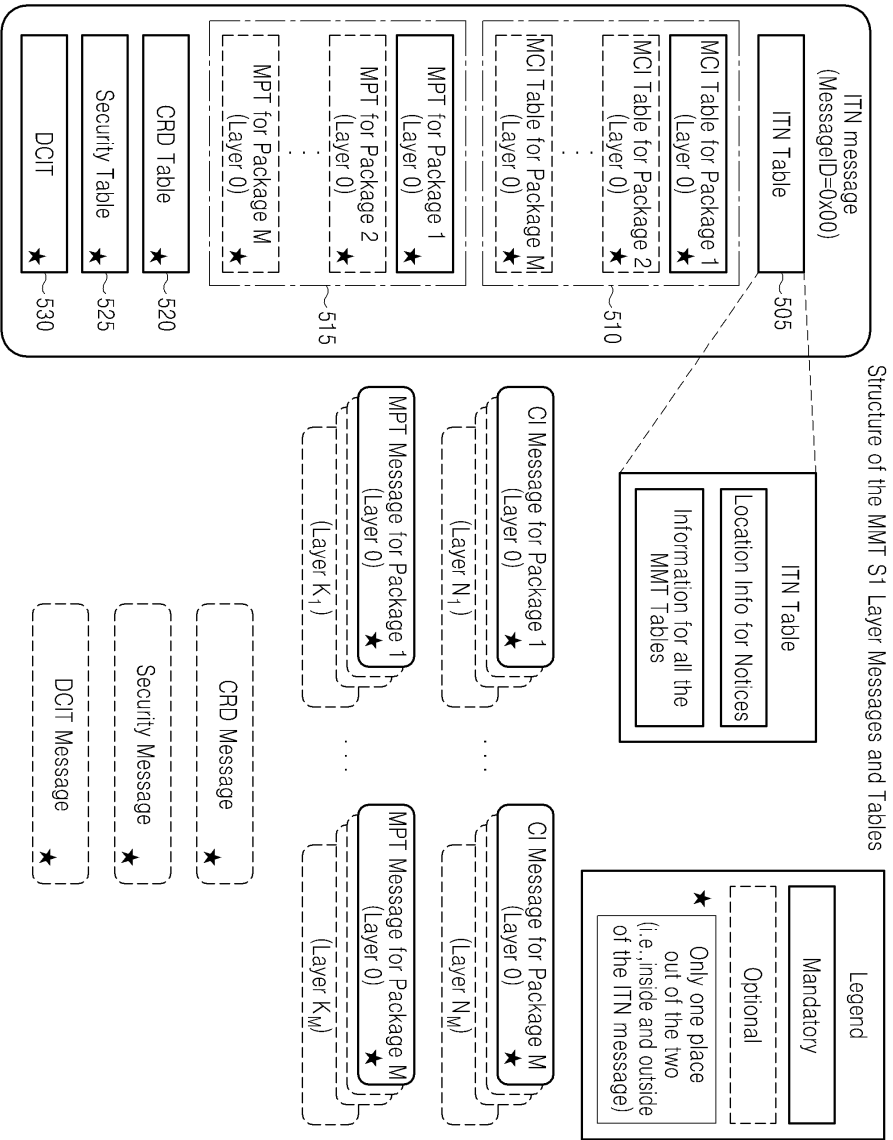 Structure of the MMT S1 Layer Messages and Tables
ITN message
(MessageID=0x00)
ITN Table
505
MCI Table for Package 1
(Layer 0)
MCI Table for Package 2
(Layer 0)
★
. . .
MCI Table for Package M
(Layer 0)
★
510
MPT for Package 1
(Layer 0)
★
MPT for Package 2
(Layer 0)
★
. . .
MPT for Package M
(Layer 0)
★
515
CRD Table
★
520
Security Table
★
525
DCIT
★
530
ITN Table
Location Info for Notices
Information for all the
MMT Tables
Legend
Mandatory
Optional
★
Only one place
out of the two
(i.e.,inside and outside
of the ITN message)
CI Message for Package 1
(Layer 0)
★
(Layer N1)
. . .
CI Message for Package M
(Layer 0)
★
(Layer NM)
MPT Message for Package 1
(Layer 0)
★
(Layer K1)
. . .
MPT Message for Package M
(Layer 0)
★
(Layer KM)
CRD Message
★
Security Message
★
DCIT Message
★